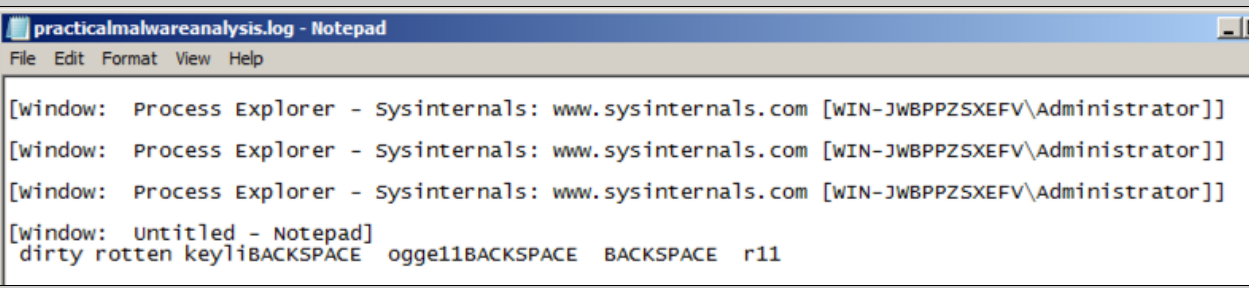 practicalmalwareanalysis.log - Notepad
File Edit Format View Help
[Window: Process Explorer - Sysinternals: www.sysinternals.com [WIN-JWBPPZSXEFV\Administrator]]
[Window: Process Explorer - Sysinternals: www.sysinternals.com [WIN-JWBPPZSXEFV\Administrator]]
[Window: Process Explorer - Sysinternals: www.sysinternals.com [WIN-JWBPPZSXEFV\Administrator]]
[Window: Untitled - Notepad]
dirty rotten keyliBACKSPACE ogge11BACKSPACE BACKSPACE r11